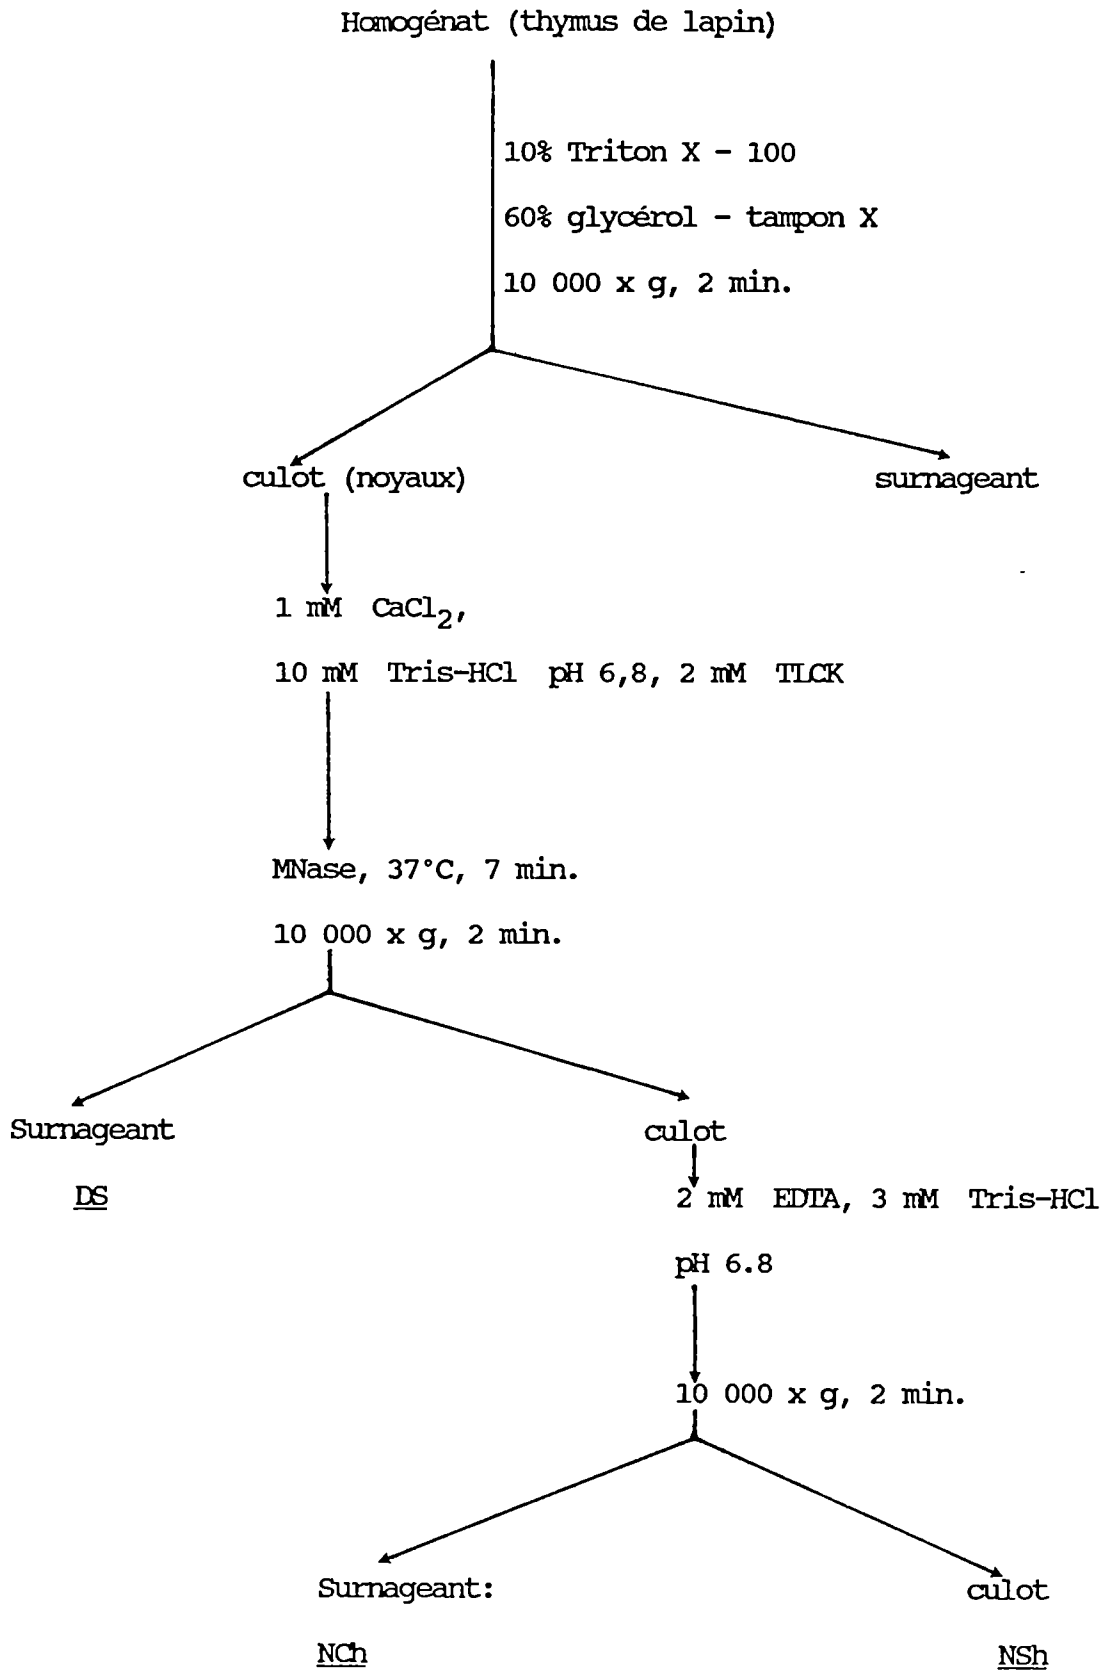 Homogénat (thymus de lapin)
10% Triton X - 100
60% glycérol - tampon X
10 000 x g, 2 min.
culot (noyaux)
surnageant
1 mM CaCl2,
10 mM Tris-HCl pH 6,8, 2 mM TLCK
MNase, 37°C, 7 min.
10 000 x g, 2 min.
Surnageant
culot
DS
2 mM EDTA, 3 mM Tris-HCl
pH 6.8
10 000 x g, 2 min.
Surnageant:
culot
NCh
NSh